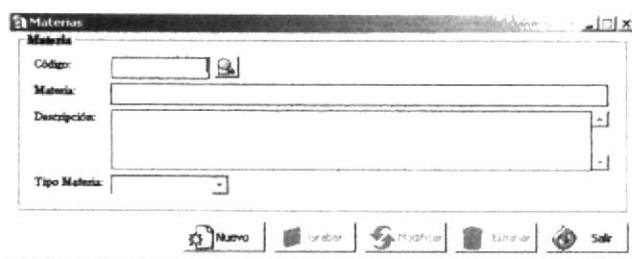 Materias
Materia
Código:
Materia:
Descripción:
Tipo Materia:
Nuevo Grabar Modificar Eliminar Salir